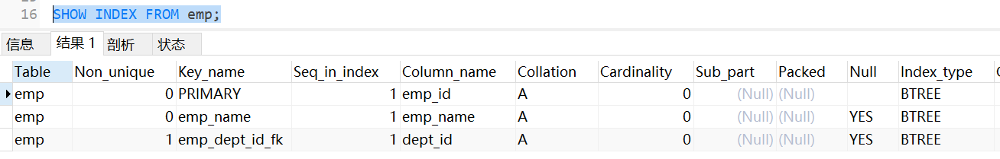 16 SHOW INDEX FROM emp;
信息 结果 1 剖析 状态
Table Non_unique Key_name Seq_in_index Column_name Collation Cardinality Sub_part Packed Null Index_type
emp 0 PRIMARY 1 emp_id A 0 (Null) (Null) BTREE
emp 0 emp_name 1 emp_name A 0 (Null) (Null) YES BTREE
emp 1 emp_dept_id_fk 1 dept_id A 0 (Null) (Null) YES BTREE